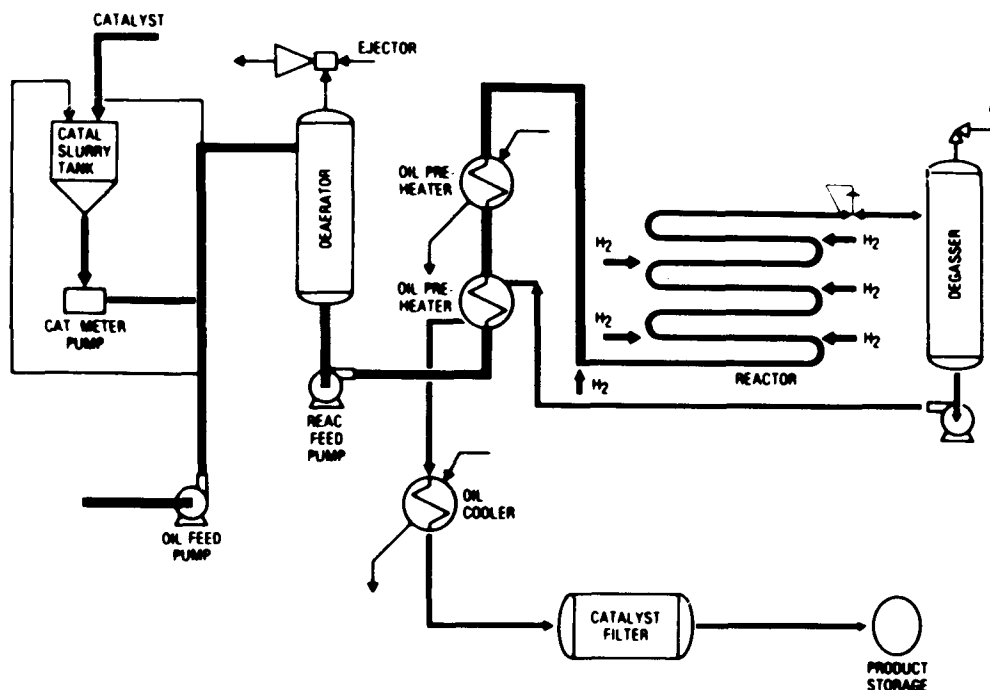 CATALYST
EJECTOR
CATAL
SLURRY
TANK
CAT METER
PUMP
DEAERATOR
OIL PRE-
HEATER
OIL PRE-
HEATER
H2
H2
H2
H2
H2
H2
REACTOR
DEGASSER
REAC
FEED
PUMP
OIL FEED
PUMP
OIL
COOLER
CATALYST
FILTER
PRODUCT
STORAGE